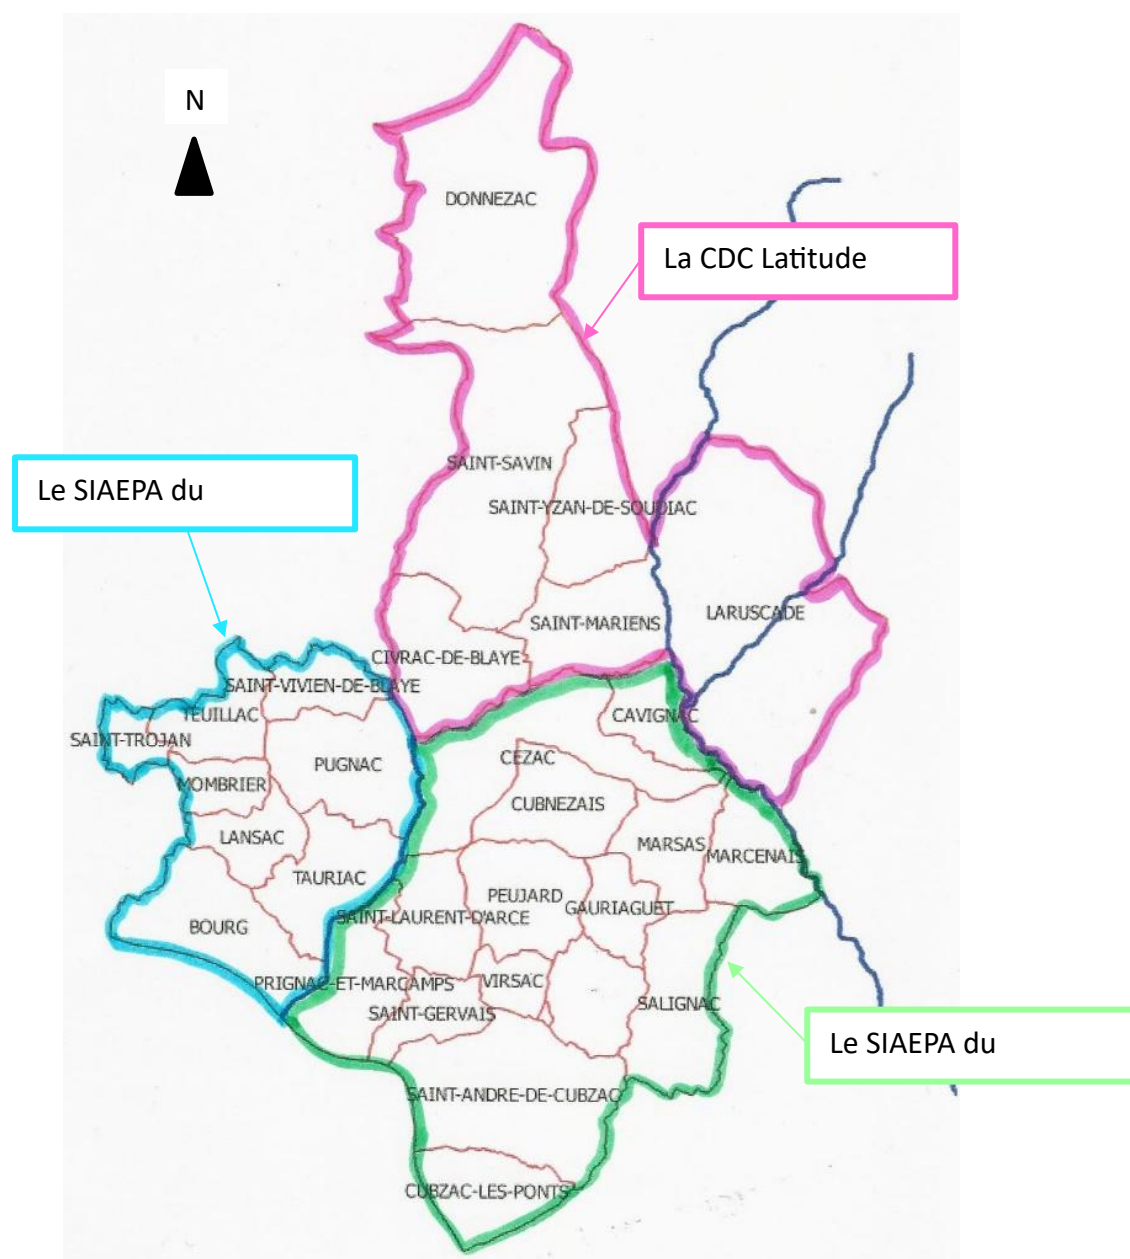 N
DONNEZAC
La CDC Latitude
SAINT-SAVIN
Le SIAEPA du
SAINT-YZAN-DE-SOUDIAC
LARUSCADE
SAINT-MARIENS
CIVRAC-DE-BLAYE
SAINT-VIVIEN-DE-BLAYE
TEUILLAC
CAVIGNAC
SAINT-TROJAN
CEZAC
PUGNAC
MOMBRIER
CUBNEZAIS
LANSAC
MARSAS
MARCENAIS
TAURIAC
PEUJARD
GAURIAGUET
SAINT-LAURENT-D'ARCE
BOURG
PRIGNAC-ET-MARCAMPS
VIRSAC
SALIGNAC
SAINT-GERVAIS
Le SIAEPA du
SAINT-ANDRE-DE-CUBZAC
CUBZAC-LES-PONTS